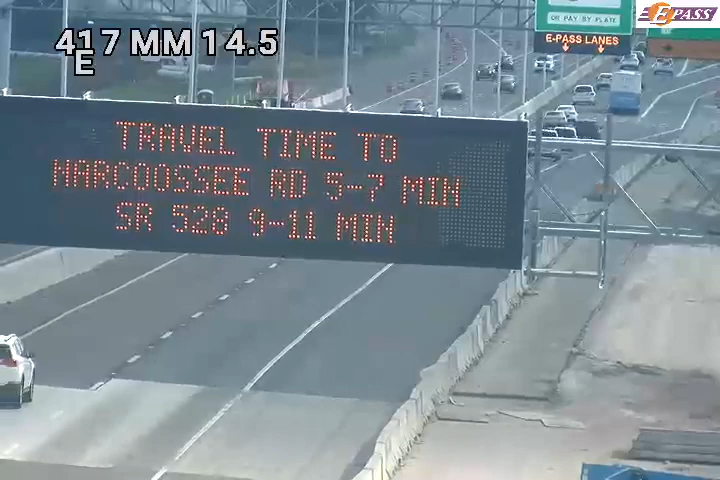 417 MM 14.5
E
OR PAY BY PLATE
E-PASS LANES
E-PASS
TRAVEL TIME TO
NARCOOSSEE RD 5-7 MIN
SR 528 9-11 MIN